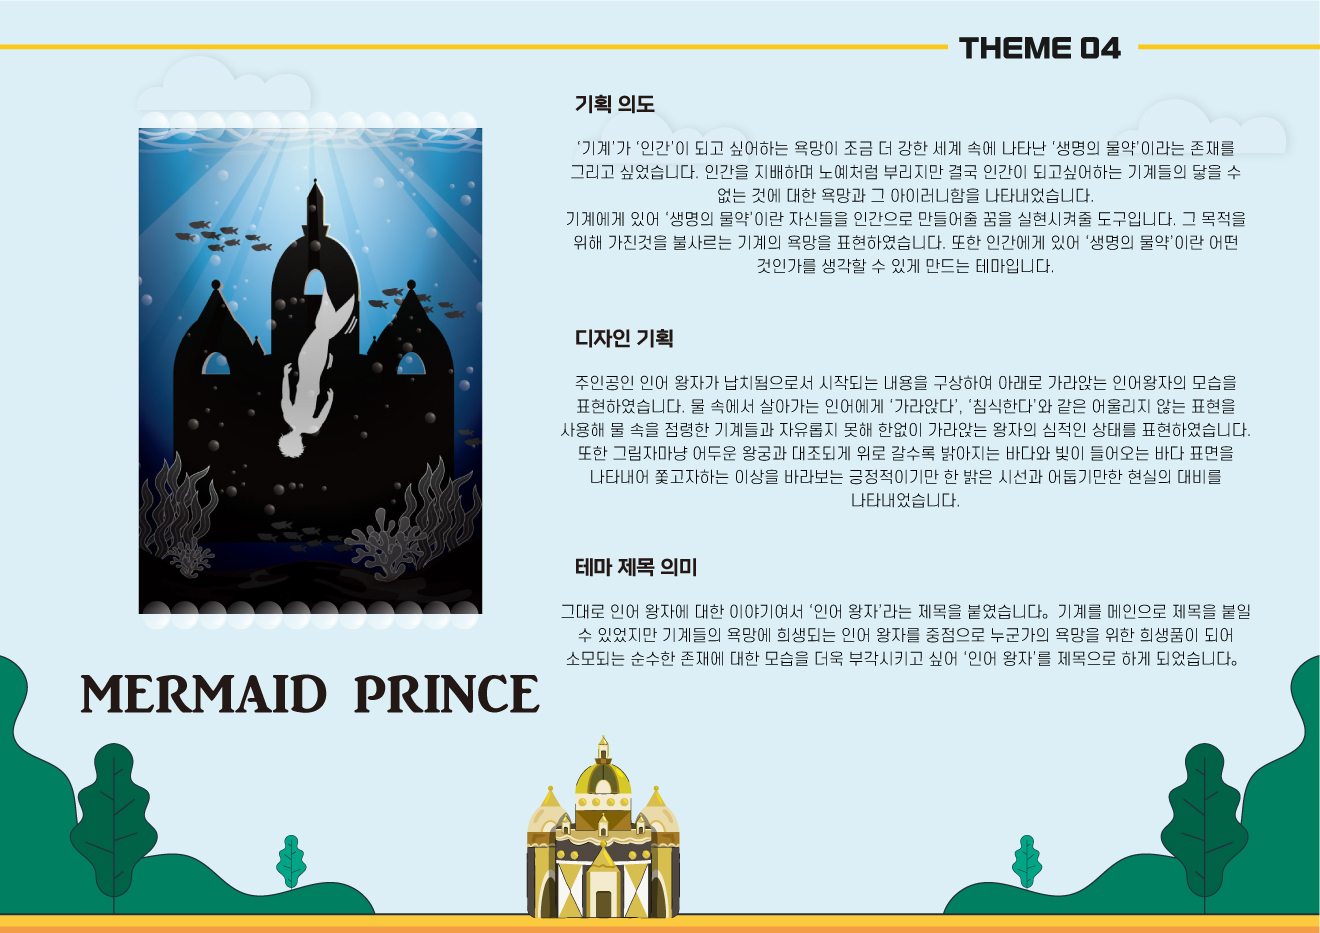 THEME 04
기획 의도
‘기계’가 ‘인간’이 되고 싶어하는 욕망이 조금 더 강한 세계 속에 나타난 ‘생명의 물약’이라는 존재를
그리고 싶었습니다. 인간을 지배하며 노예처럼 부리지만 결국 인간이 되고싶어하는 기계들의 닿을 수
없는 것에 대한 욕망과 그 아이러니함을 나타내었습니다.
기계에게 있어 ‘생명의 물약’이란 자신들을 인간으로 만들어줄 꿈을 실현시켜줄 도구입니다. 그 목적을
위해 가진것을 불사르는 기계의 욕망을 표현하였습니다. 또한 인간에게 있어 ‘생명의 물약’이란 어떤
것인가를 생각할 수 있게 만드는 테마입니다.
디자인 기획
주인공인 인어 왕자가 납치됨으로서 시작되는 내용을 구상하여 아래로 가라앉는 인어왕자의 모습을
표현하였습니다. 물 속에서 살아가는 인어에게 ‘가라앉다’, ‘침식한다’와 같은 어울리지 않는 표현을
사용해 물 속을 점령한 기계들과 자유롭지 못해 한없이 가라앉는 왕자의 심적인 상태를 표현하였습니다.
또한 그림자마냥 어두운 왕궁과 대조되게 위로 갈수록 밝아지는 바다와 빛이 들어오는 바다 표면을
나타내어 쫓고자하는 이상을 바라보는 긍정적이기만 한 밝은 시선과 어둡기만한 현실의 대비를
나타내었습니다.
테마 제목 의미
그대로 인어 왕자에 대한 이야기여서 ‘인어 왕자’라는 제목을 붙였습니다. 기계를 메인으로 제목을 붙일
수 있었지만 기계들의 욕망에 희생되는 인어 왕자를 중점으로 누군가의 욕망을 위한 희생품이 되어
소모되는 순수한 존재에 대한 모습을 더욱 부각시키고 싶어 ‘인어 왕자’를 제목으로 하게 되었습니다.
MERMAID PRINCE